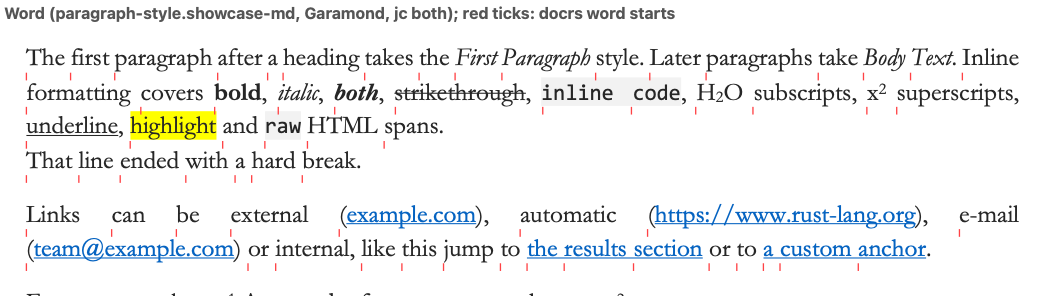 Word (paragraph-style.showcase-md, Garamond, jc both); red ticks: docrs word starts
The first paragraph after a heading takes the First Paragraph style. Later paragraphs take Body Text. Inline
formatting covers bold, italic, both, strikethrough, inline code, H₂O subscripts, x² superscripts,
underline, highlight and raw HTML spans.
That line ended with a hard break.
Links can be external (example.com), automatic (https://www.rust-lang.org), e-mail
(team@example.com) or internal, like this jump to the results section or to a custom anchor.